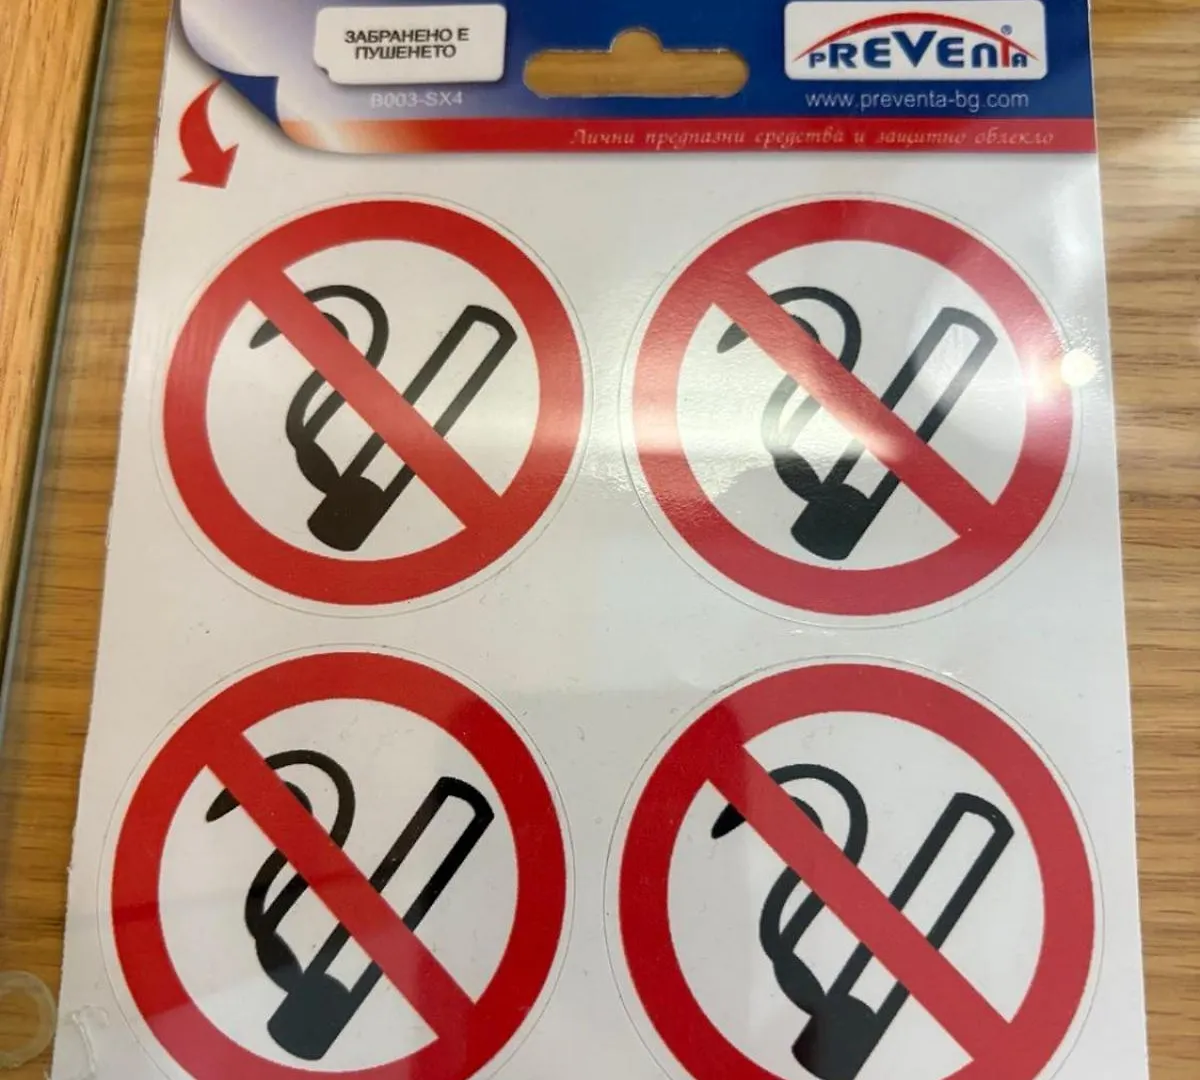 ЗАБРАНЕНО Е
ПУШЕНЕТО
B003-SX4
PREVENTA®
www.preventa-bg.com
Лични предпазни средства и защитно облекло